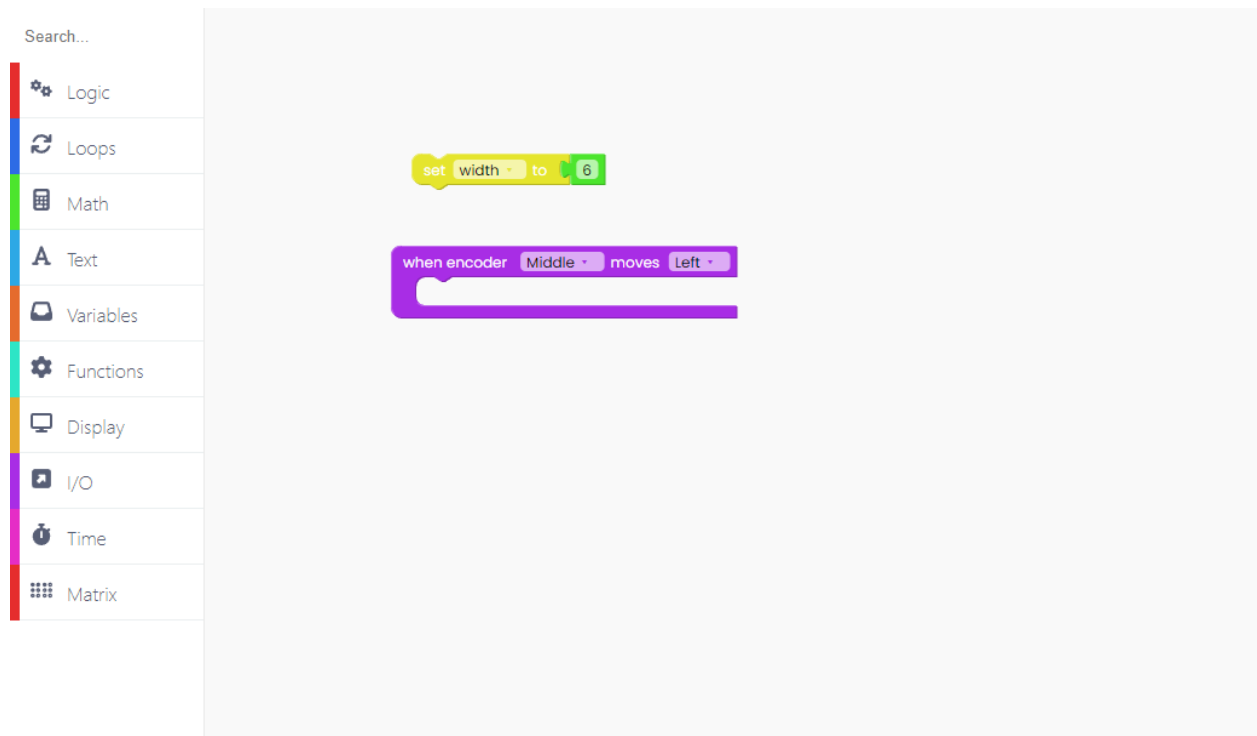 Search...
Logic
Loops
Math
Text
Variables
Functions
Display
I/O
Time
Matrix
set width to 6
when encoder Middle moves Left